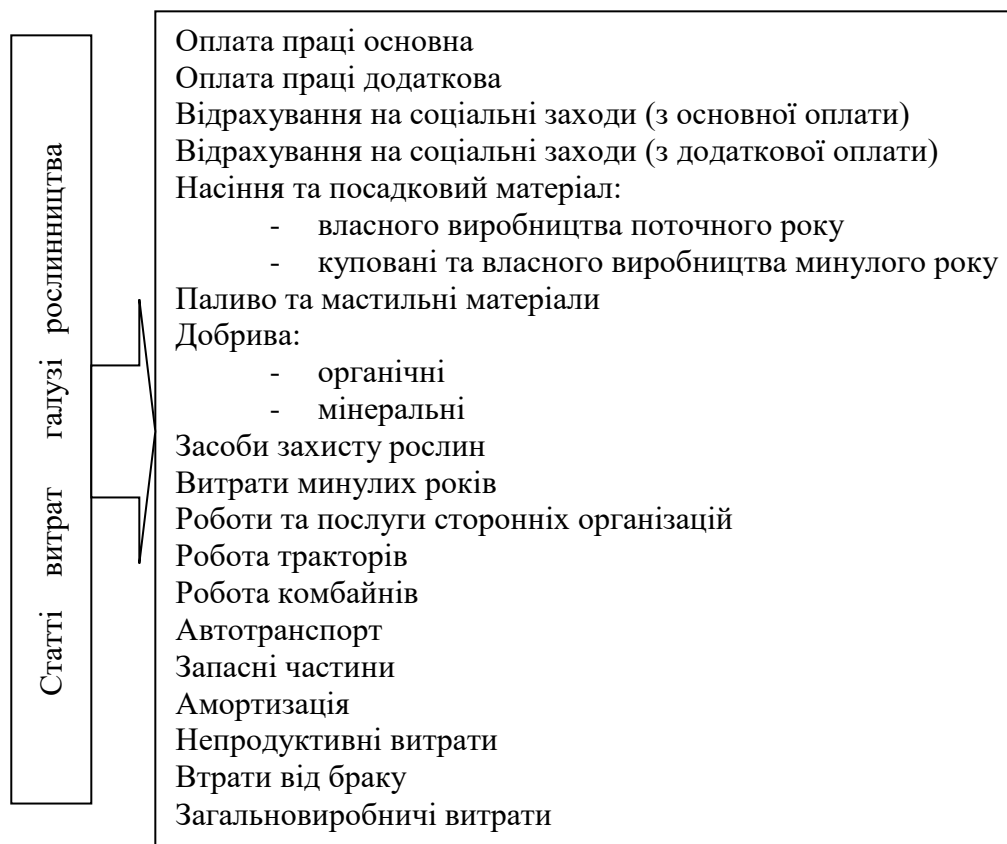 Статті витрат галузі рослинництва
Оплата праці основна
Оплата праці додаткова
Відрахування на соціальні заходи (з основної оплати)
Відрахування на соціальні заходи (з додаткової оплати)
Насіння та посадковий матеріал:
- власного виробництва поточного року
- куповані та власного виробництва минулого року
Паливо та мастильні матеріали
Добрива:
- органічні
- мінеральні
Засоби захисту рослин
Витрати минулих років
Роботи та послуги сторонніх організацій
Робота тракторів
Робота комбайнів
Автотранспорт
Запасні частини
Амортизація
Непродуктивні витрати
Втрати від браку
Загальновиробничі витрати